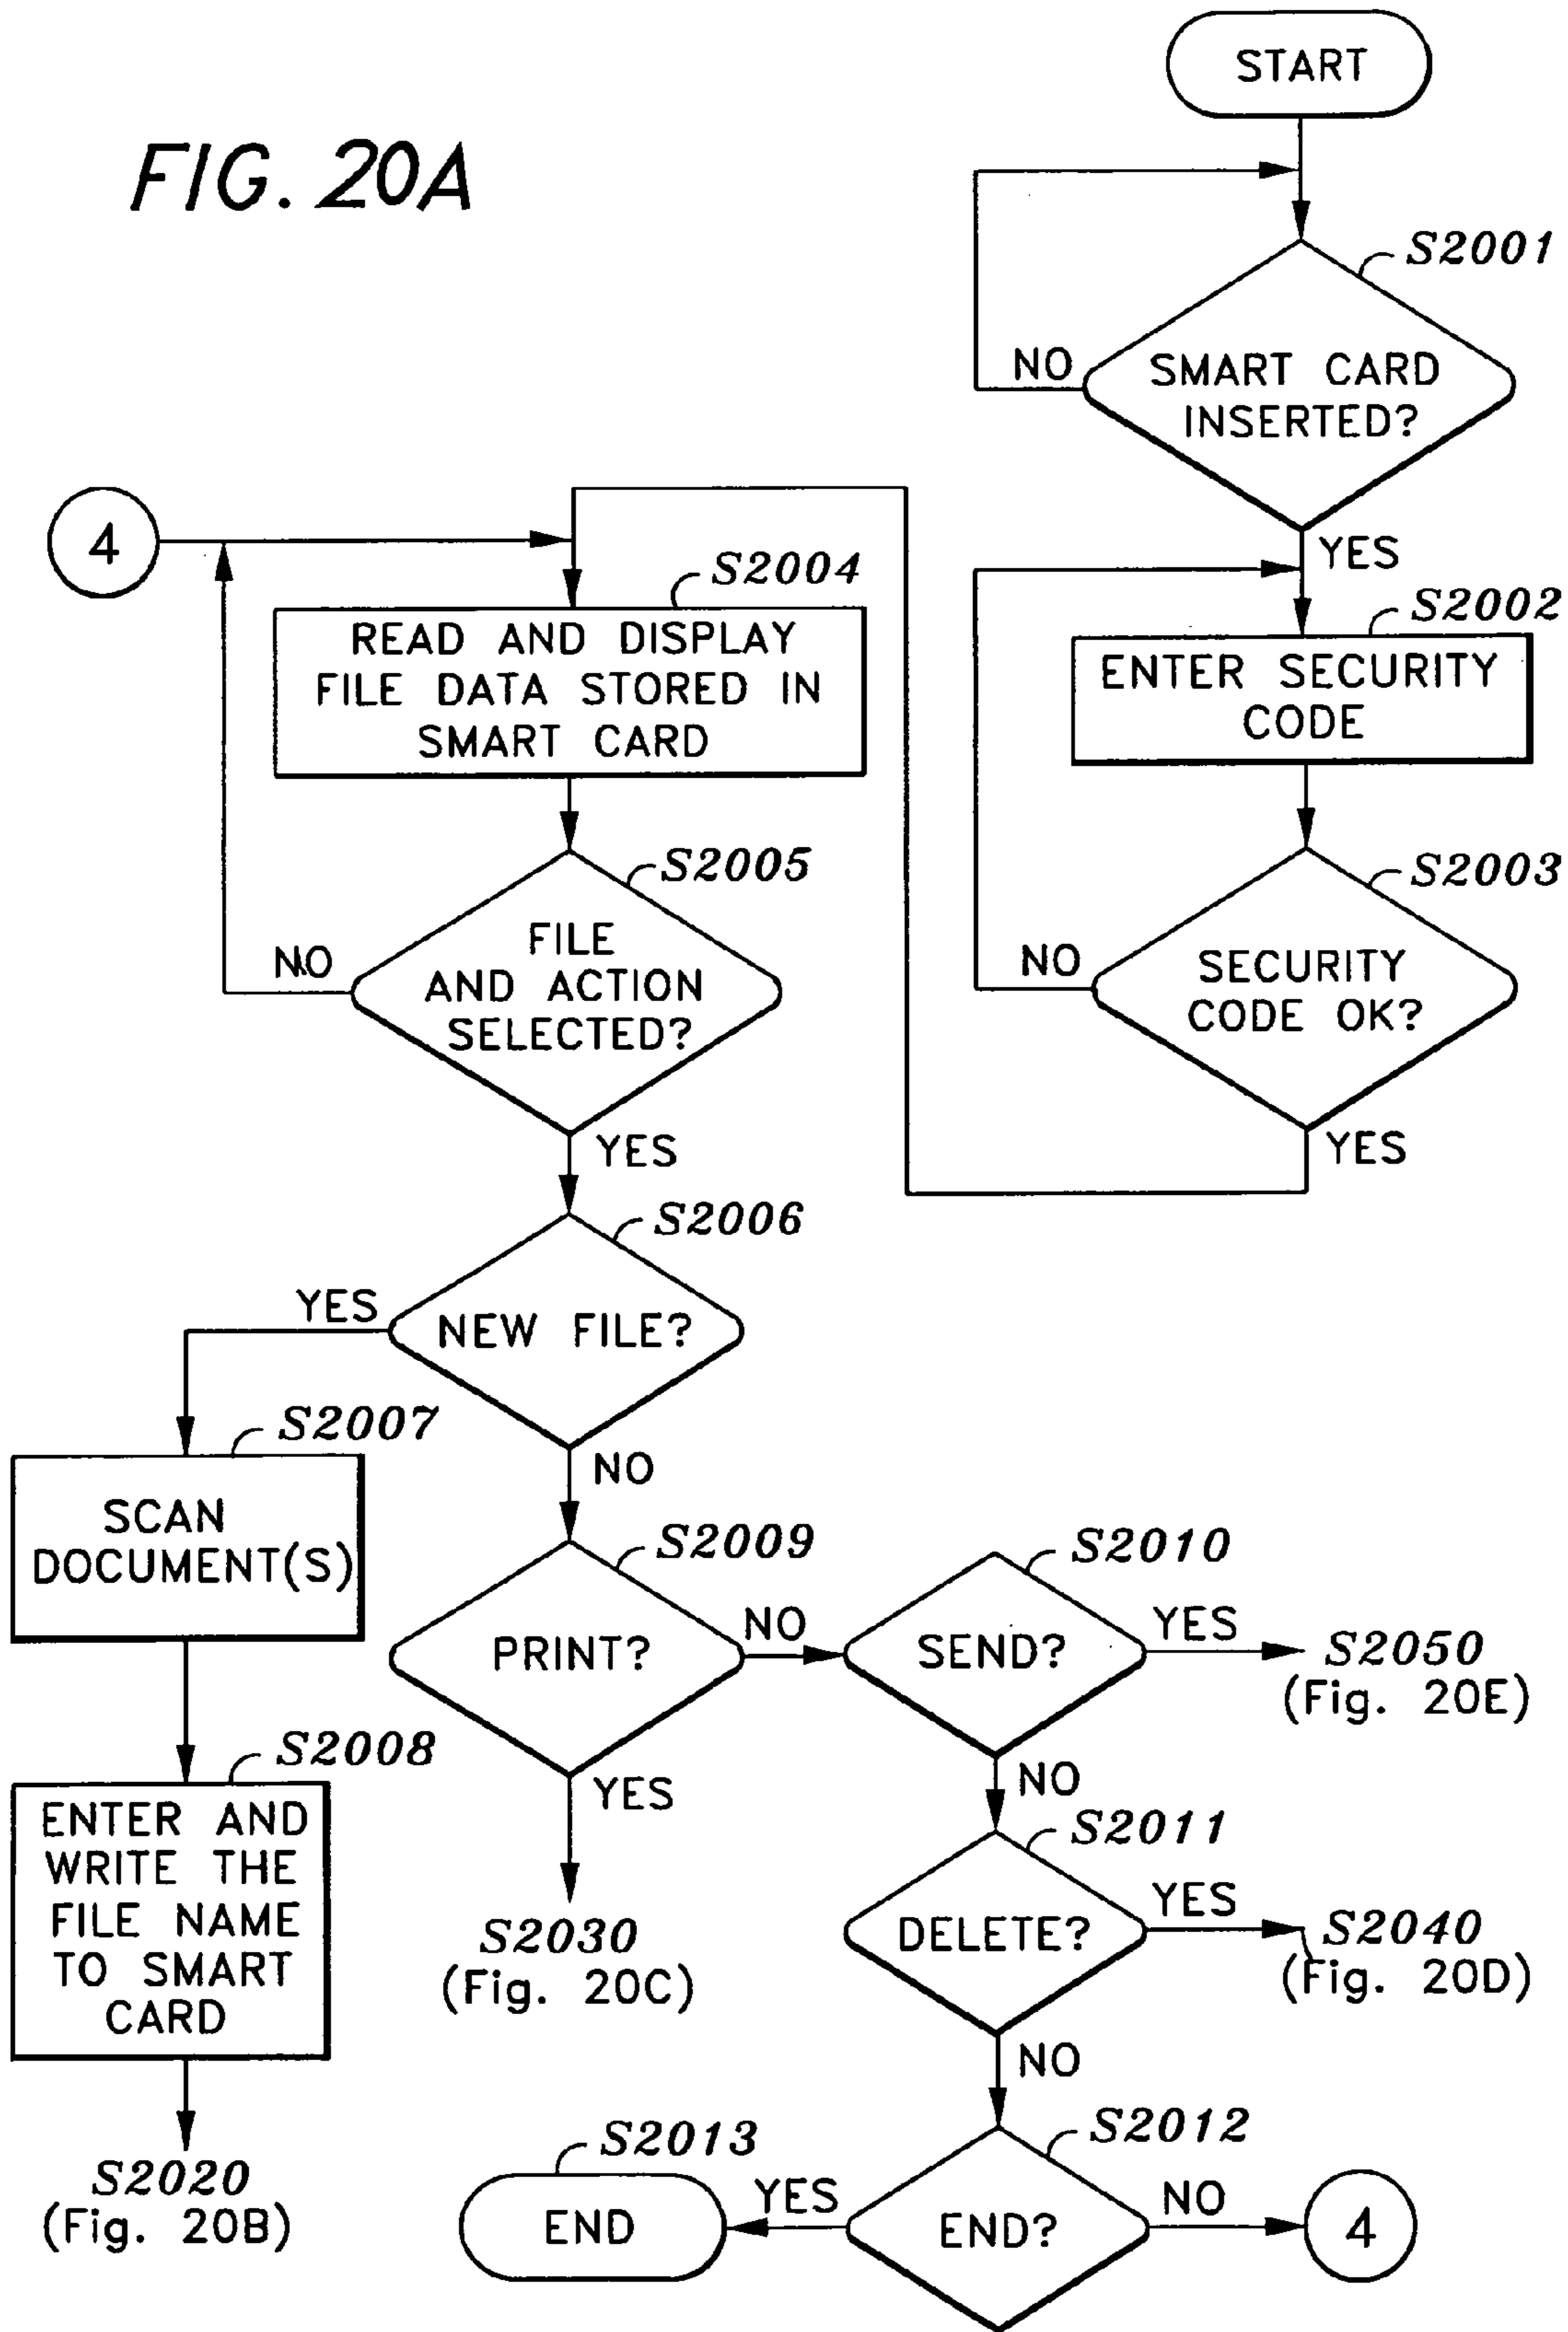 FIG. 20A
START
S2001
SMART CARD
INSERTED?
NO
YES
S2002
ENTER SECURITY
CODE
S2003
SECURITY
CODE OK?
NO
YES
4
S2004
READ AND DISPLAY
FILE DATA STORED IN
SMART CARD
S2005
FILE
AND ACTION
SELECTED?
NO
YES
S2006
NEW FILE?
YES
NO
S2007
SCAN
DOCUMENT(S)
S2008
ENTER AND
WRITE THE
FILE NAME
TO SMART
CARD
S2020
(Fig. 20B)
S2009
PRINT?
NO
YES
S2030
(Fig. 20C)
S2010
SEND?
YES
S2050
(Fig. 20E)
NO
S2011
DELETE?
YES
S2040
(Fig. 20D)
NO
S2012
END?
YES
S2013
END
NO
4